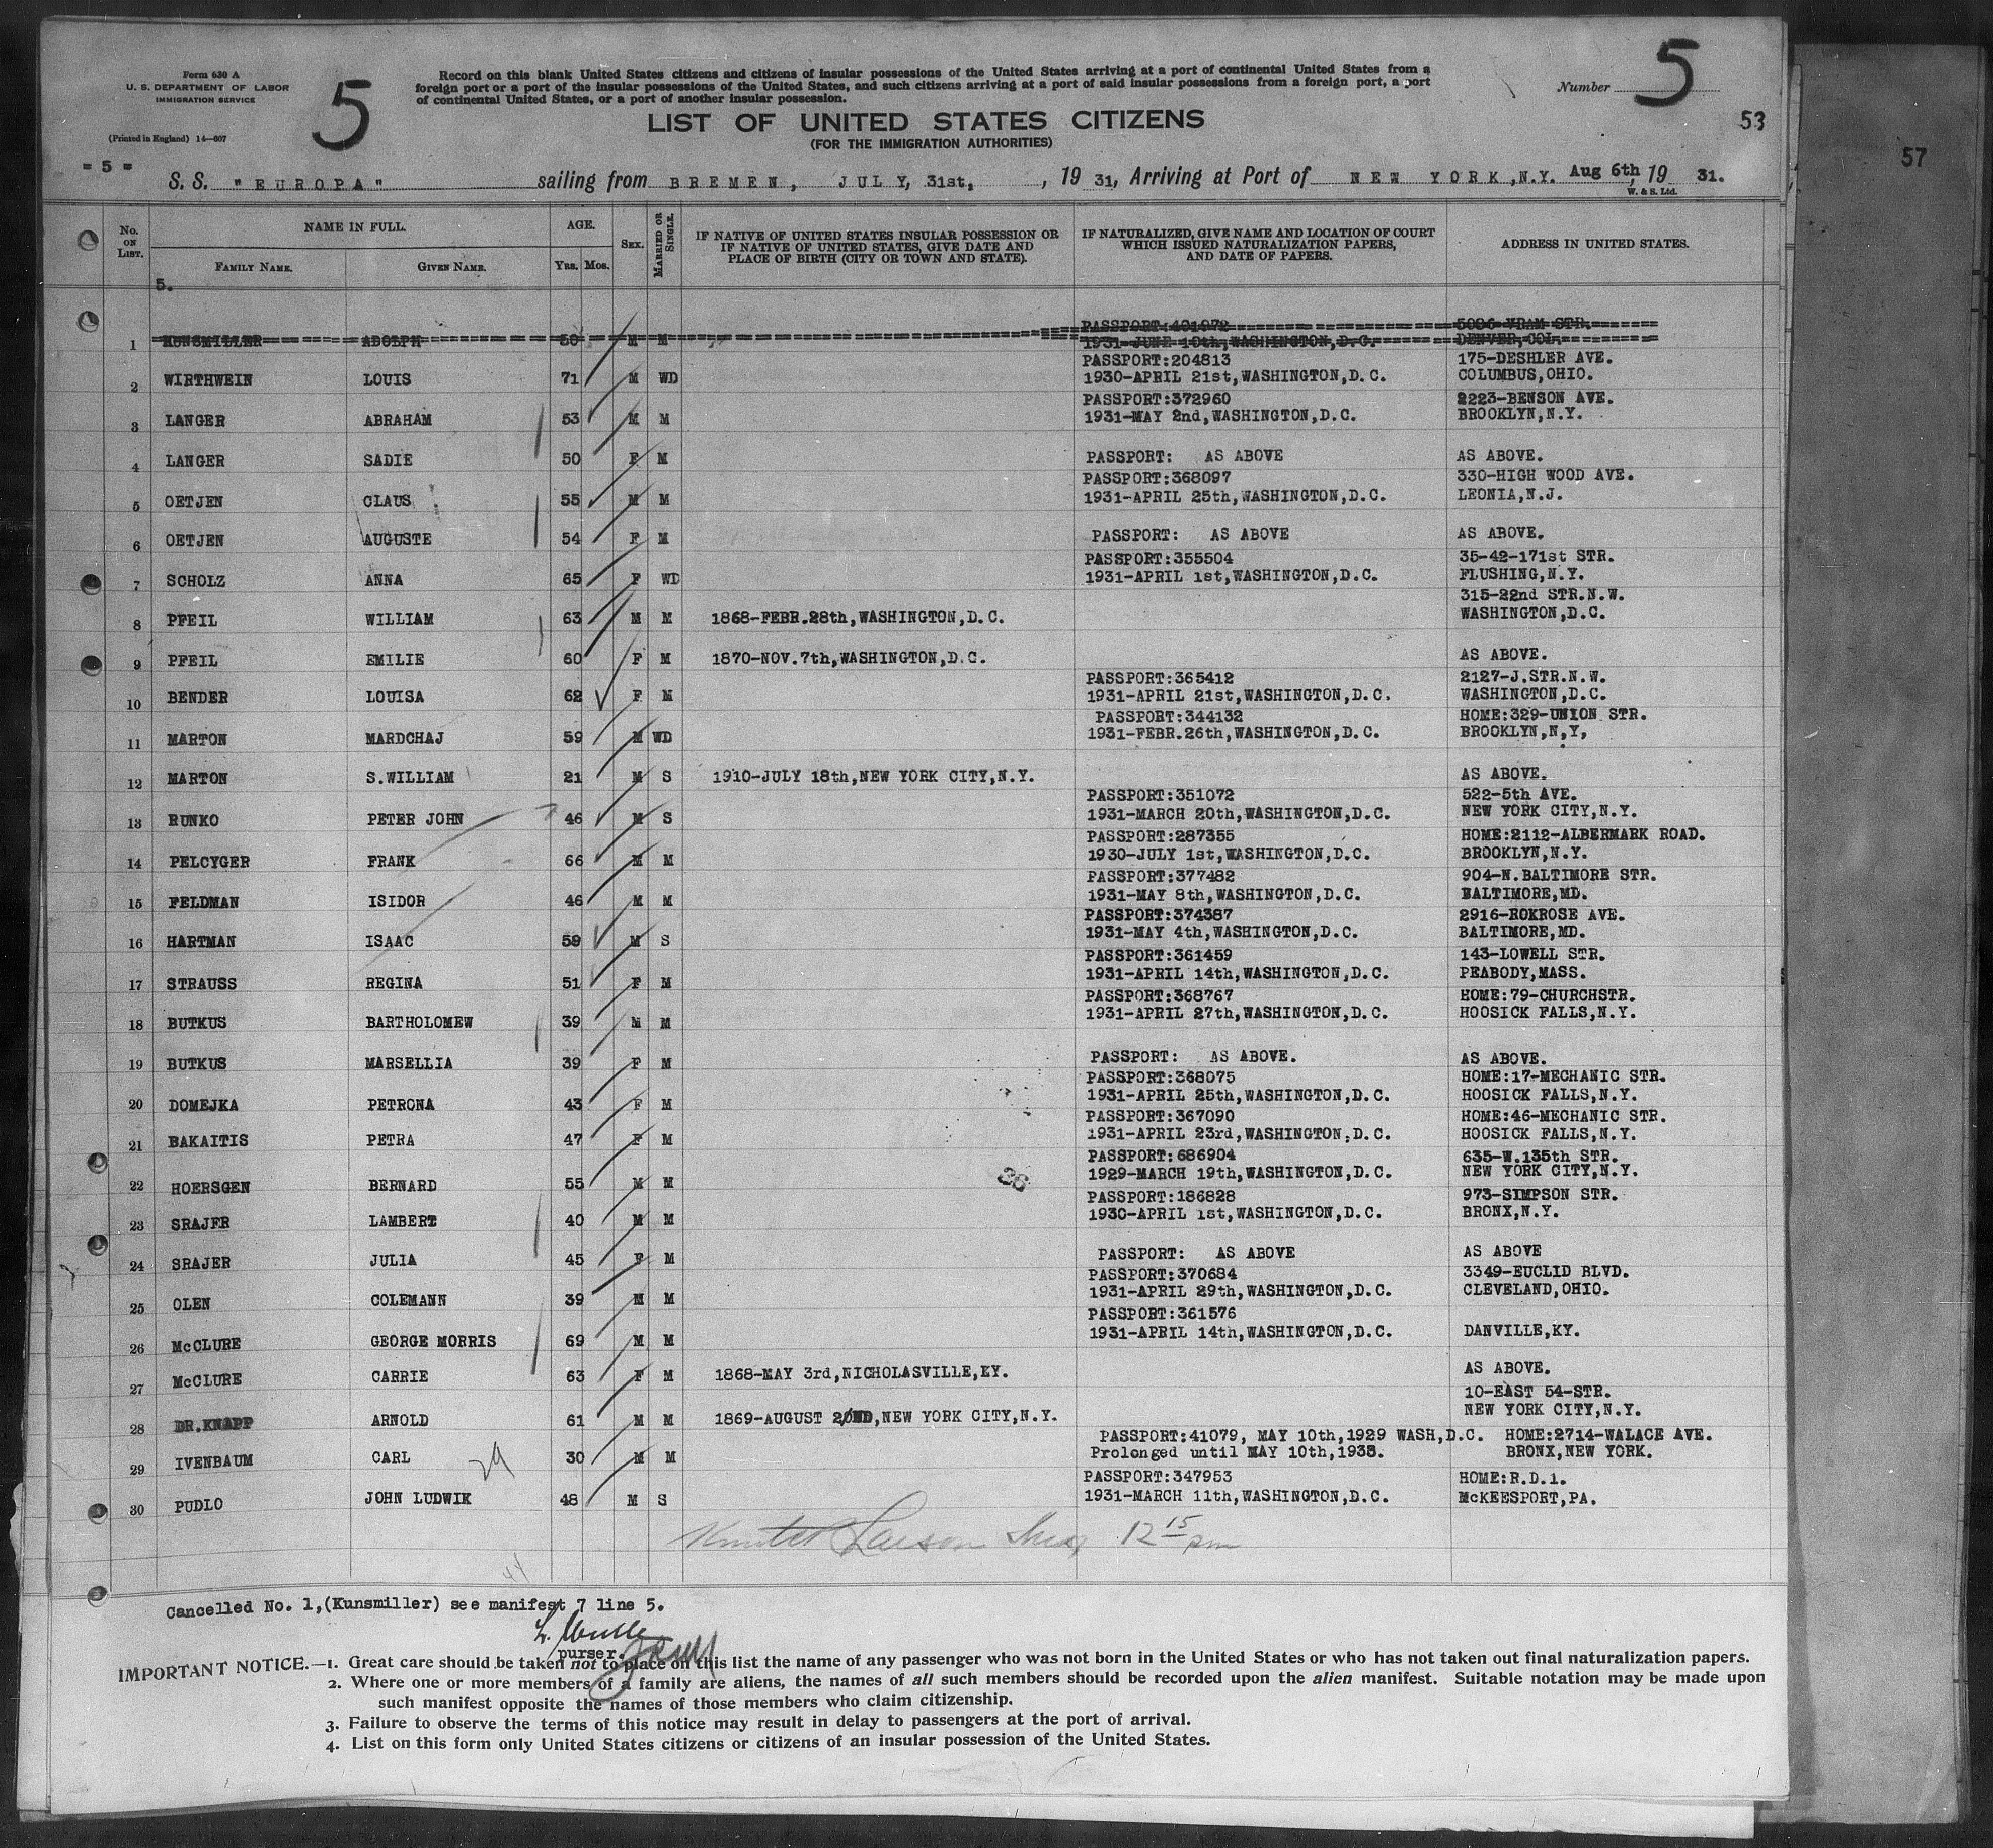 Form 630 A
U. S. DEPARTMENT OF LABOR
IMMIGRATION SERVICE
(Printed in England) 14—607
5
Record on this blank United States citizens and citizens of insular possessions of the United States arriving at a port of continental United States from a
foreign port or a port of the insular possessions of the United States, and such citizens arriving at a port of said insular possessions from a foreign port, a port
of continental United States, or a port of another insular possession.
LIST OF UNITED STATES CITIZENS
(FOR THE IMMIGRATION AUTHORITIES)
Number 5
53
57
= 5 =
S. S. "EUROPA" sailing from BREMEN, JULY, 31st, , 19 31, Arriving at Port of NEW YORK,N.Y. Aug 6th, 19 31.
W. & S. Ltd.
No. ON LIST. NAME IN FULL. FAMILY NAME. GIVEN NAME. AGE. YRS. MOS. SEX. MARRIED OR SINGLE. IF NATIVE OF UNITED STATES INSULAR POSSESSION OR IF NATIVE OF UNITED STATES, GIVE DATE AND PLACE OF BIRTH (CITY OR TOWN AND STATE). IF NATURALIZED, GIVE NAME AND LOCATION OF COURT WHICH ISSUED NATURALIZATION PAPERS, AND DATE OF PAPERS. ADDRESS IN UNITED STATES.
5.
PASSPORT:401072 5086-VRAM STR.
1 KUNSMILLER ADOLPH 50 M M 1931-JUNE 10th,WASHINGTON,D.C. DENVER,COL.
PASSPORT:204813 175-DESHLER AVE.
2 WIRTHWEIN LOUIS 71 M WD 1930-APRIL 21st,WASHINGTON,D.C. COLUMBUS,OHIO.
PASSPORT:372960 2223-BENSON AVE.
3 LANGER ABRAHAM 53 M M 1931-MAY 2nd,WASHINGTON,D.C. BROOKLYN,N.Y.
4 LANGER SADIE 50 F M PASSPORT: AS ABOVE AS ABOVE.
PASSPORT:368097 330-HIGH WOOD AVE.
5 OETJEN CLAUS 55 M M 1931-APRIL 25th,WASHINGTON,D.C. LEONIA,N.J.
6 OETJEN AUGUSTE 54 F M PASSPORT: AS ABOVE AS ABOVE.
PASSPORT:355504 35-42-171st STR.
7 SCHOLZ ANNA 65 F WD 1931-APRIL 1st,WASHINGTON,D.C. FLUSHING,N.Y.
315-22nd STR.N.W.
8 PFEIL WILLIAM 63 M M 1868-FEBR.28th,WASHINGTON,D.C. WASHINGTON,D.C.
9 PFEIL EMILIE 60 F M 1870-NOV.7th,WASHINGTON,D.C. AS ABOVE.
PASSPORT:365412 2127-J.STR.N.W.
10 BENDER LOUISA 62 F M 1931-APRIL 21st,WASHINGTON,D.C. WASHINGTON,D.C.
PASSPORT:344132 HOME:329-UNION STR.
11 MARTON MARDCHAJ 59 M WD 1931-FEBR.26th,WASHINGTON,D.C. BROOKLYN,N,Y,
12 MARTON S.WILLIAM 21 M S 1910-JULY 18th,NEW YORK CITY,N.Y. AS ABOVE.
PASSPORT:351072 522-5th AVE.
13 RUNKO PETER JOHN 46 M S 1931-MARCH 20th,WASHINGTON,D.C. NEW YORK CITY,N.Y.
PASSPORT:287355 HOME:2112-ALBERMARK ROAD.
14 PELCYGER FRANK 66 M M 1930-JULY 1st,WASHINGTON,D.C. BROOKLYN,N.Y.
PASSPORT:377482 904-N.BALTIMORE STR.
15 FELDMAN ISIDOR 46 M M 1931-MAY 8th,WASHINGTON,D.C. BALTIMORE,MD.
PASSPORT:374387 2916-ROKROSE AVE.
16 HARTMAN ISAAC 59 M S 1931-MAY 4th,WASHINGTON,D.C. BALTIMORE,MD.
PASSPORT:361459 143-LOWELL STR.
17 STRAUSS REGINA 51 F M 1931-APRIL 14th,WASHINGTON,D.C. PEABODY,MASS.
PASSPORT:368767 HOME:79-CHURCHSTR.
18 BUTKUS BARTHOLOMEW 39 M M 1931-APRIL 27th,WASHINGTON,D.C. HOOSICK FALLS,N.Y.
19 BUTKUS MARSELLIA 39 F M PASSPORT: AS ABOVE. AS ABOVE.
PASSPORT:368075 HOME:17-MECHANIC STR.
20 DOMEJKA PETRONA 43 F M 1931-APRIL 25th,WASHINGTON,D.C. HOOSICK FALLS,N.Y.
PASSPORT:367090 HOME:46-MECHANIC STR.
21 BAKAITIS PETRA 47 F M 1931-APRIL 23rd,WASHINGTON,D.C. HOOSICK FALLS,N.Y.
PASSPORT:686904 635-W.135th STR.
22 HOERSGEN BERNARD 55 M M 1929-MARCH 19th,WASHINGTON,D.C. NEW YORK CITY,N.Y.
36
PASSPORT:186828 973-SIMPSON STR.
23 SRAJER LAMBERT 40 M M 1930-APRIL 1st,WASHINGTON,D.C. BRONX,N.Y.
24 SRAJER JULIA 45 F M PASSPORT: AS ABOVE AS ABOVE
PASSPORT:370684 3349-EUCLID BLVD.
25 OLEN COLEMANN 39 M M 1931-APRIL 29th,WASHINGTON,D.C. CLEVELAND,OHIO.
PASSPORT:361576
26 McCLURE GEORGE MORRIS 69 M M 1931-APRIL 14th,WASHINGTON,D.C. DANVILLE,KY.
27 McCLURE CARRIE 63 F M 1868-MAY 3rd,NICHOLASVILLE,KY. AS ABOVE.
10-EAST 54-STR.
28 DR.KNAPP ARNOLD 61 M M 1869-AUGUST 2ND,NEW YORK CITY,N.Y. NEW YORK CITY,N.Y.
PASSPORT:41079, MAY 10th,1929 WASH,D.C. HOME:2714-WALACE AVE.
29 IVENBAUM CARL 29 30 M M Prolonged until MAY 10th,1935. BRONX,NEW YORK.
PASSPORT:347953 HOME:R.D.1.
30 PUDLO JOHN LUDWIK 48 M S 1931-MARCH 11th,WASHINGTON,D.C. McKEESPORT,PA.
Larson 12 15 pm
44
Cancelled No. 1,(Kunsmiller) see manifest 7 line 5.
purser.
IMPORTANT NOTICE.—1. Great care should be taken not to place on this list the name of any passenger who was not born in the United States or who has not taken out final naturalization papers.
2. Where one or more members of a family are aliens, the names of all such members should be recorded upon the alien manifest. Suitable notation may be made upon
such manifest opposite the names of those members who claim citizenship.
3. Failure to observe the terms of this notice may result in delay to passengers at the port of arrival.
4. List on this form only United States citizens or citizens of an insular possession of the United States.